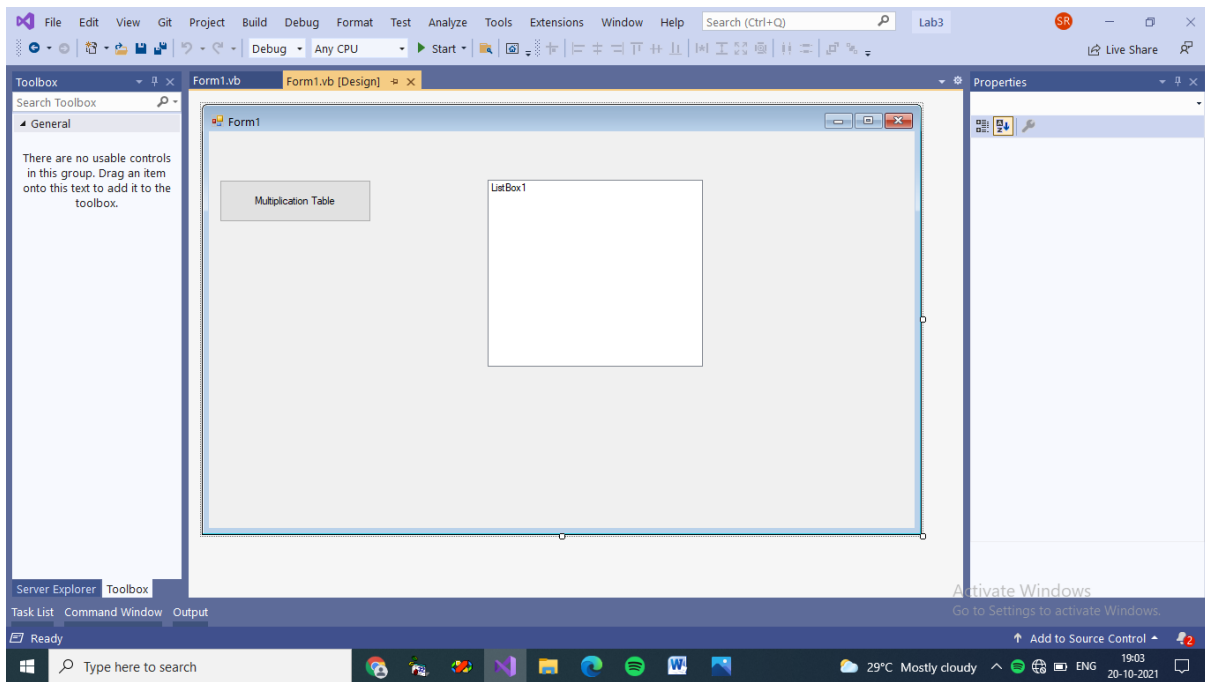 File Edit View Git Project Build Debug Format Test Analyze Tools Extensions Window Help Search (Ctrl+Q) Lab3 SR
Debug Any CPU Start Live Share
Toolbox
Search Toolbox
General
There are no usable controls
in this group. Drag an item
onto this text to add it to the
toolbox.
Server Explorer Toolbox
Form1.vb Form1.vb [Design]
Form1
Multiplication Table
ListBox1
Properties
Activate Windows
Go to Settings to activate Windows.
Task List Command Window Output
Ready Add to Source Control 2
Type here to search 29°C Mostly cloudy ENG 19:03
20-10-2021